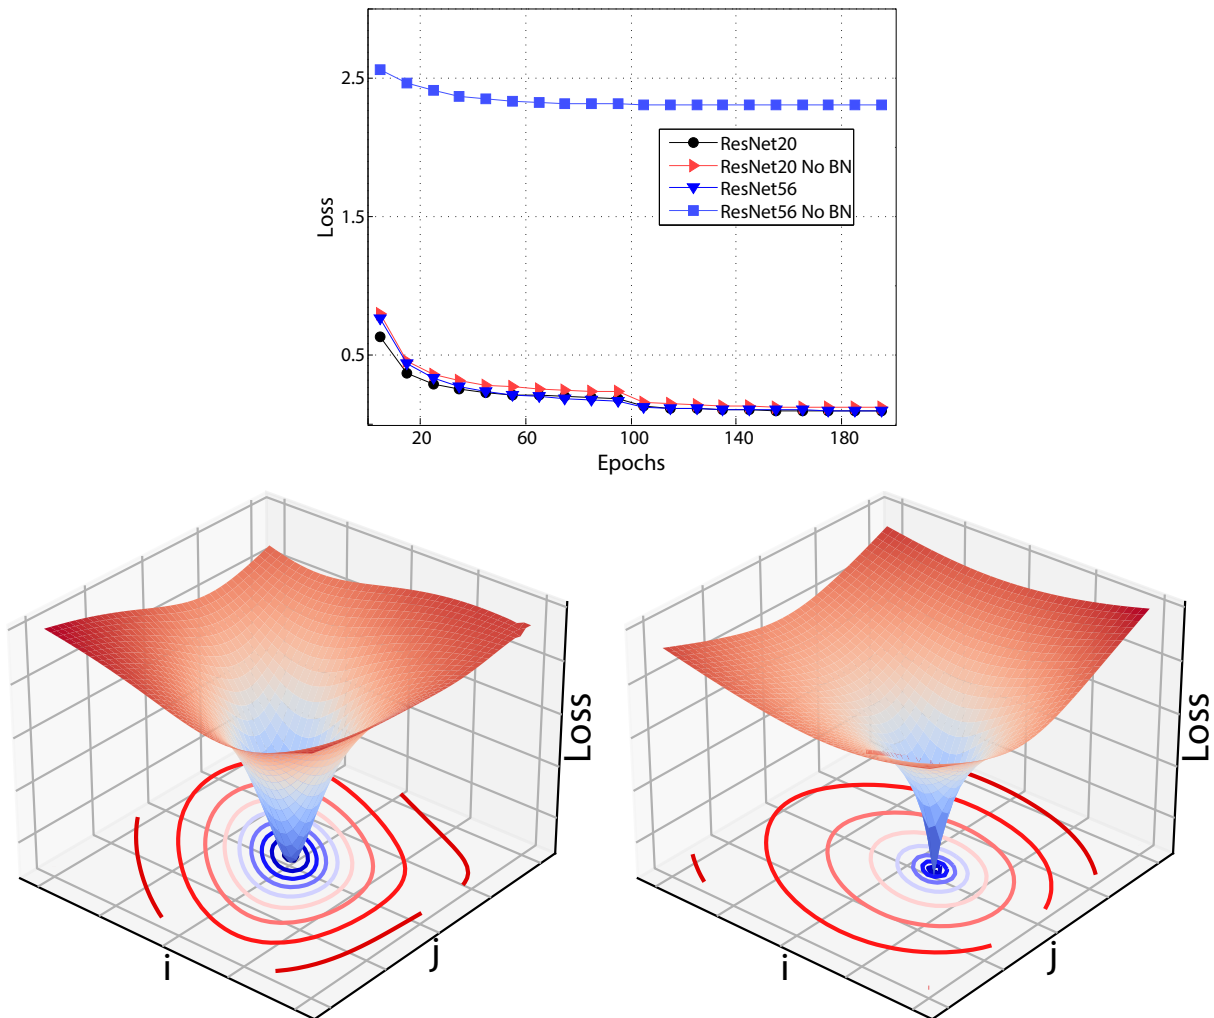 2.5
1.5
0.5
Loss
ResNet20
ResNet20 No BN
ResNet56
ResNet56 No BN
20 60 100 140 180
Epochs
Loss
i
j
Loss
i
j